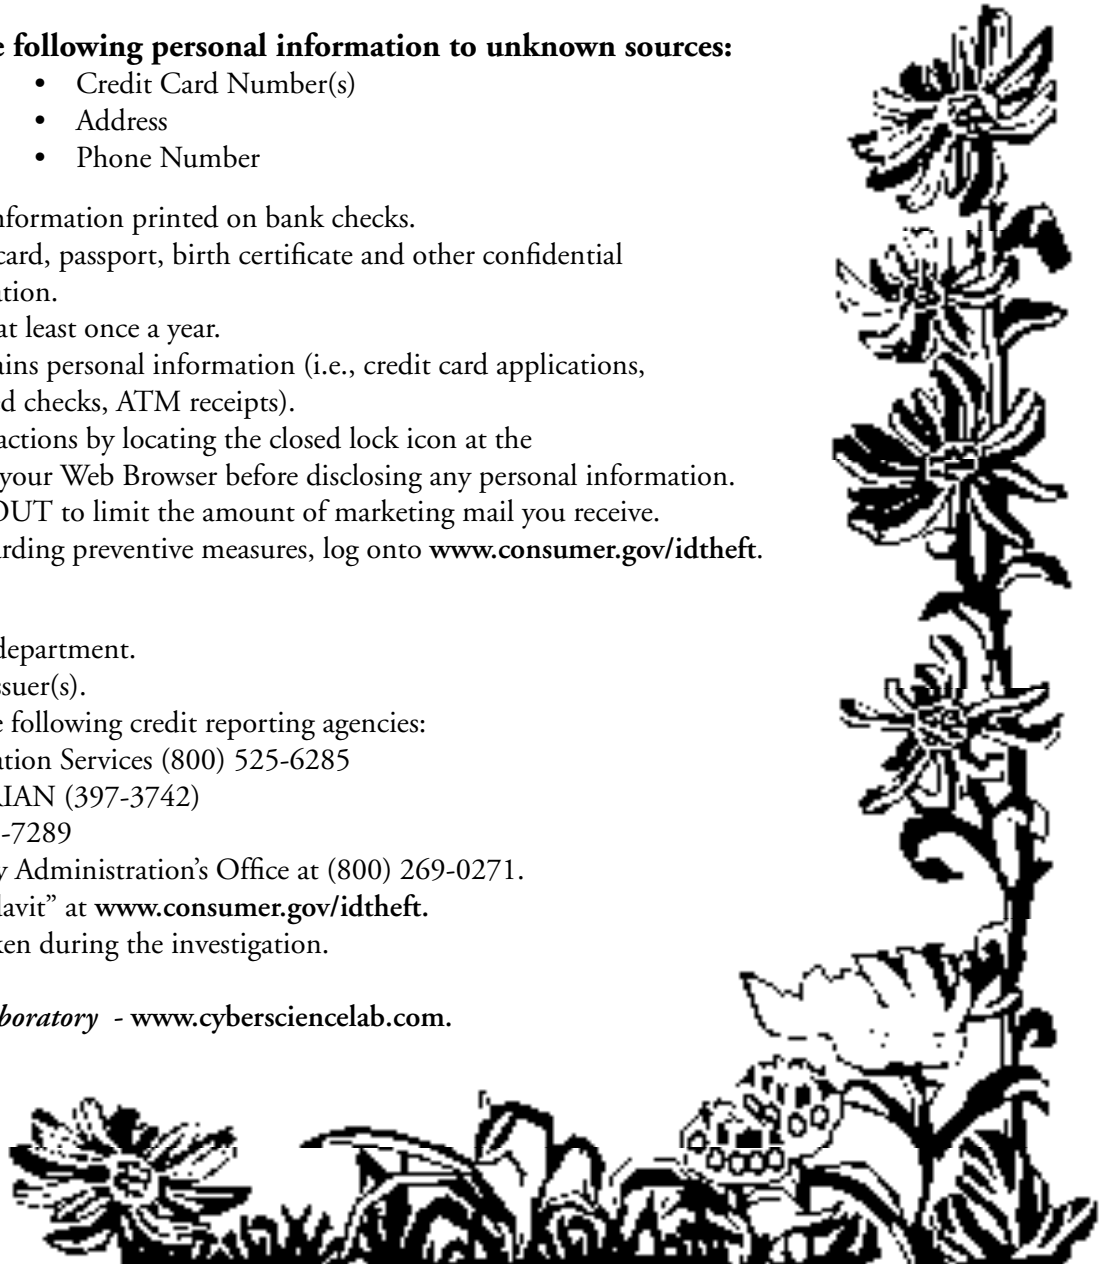 e following personal information to unknown sources:
• Credit Card Number(s)
• Address
• Phone Number
nformation printed on bank checks.
card, passport, birth certificate and other confidential
ation.
at least once a year.
ains personal information (i.e., credit card applications,
d checks, ATM receipts).
actions by locating the closed lock icon at the
your Web Browser before disclosing any personal information.
OUT to limit the amount of marketing mail you receive.
arding preventive measures, log onto www.consumer.gov/idtheft.
department.
ssuer(s).
e following credit reporting agencies:
ation Services (800) 525-6285
RIAN (397-3742)
-7289
y Administration’s Office at (800) 269-0271.
davit” at www.consumer.gov/idtheft.
ken during the investigation.
boratory - www.cybersciencelab.com.